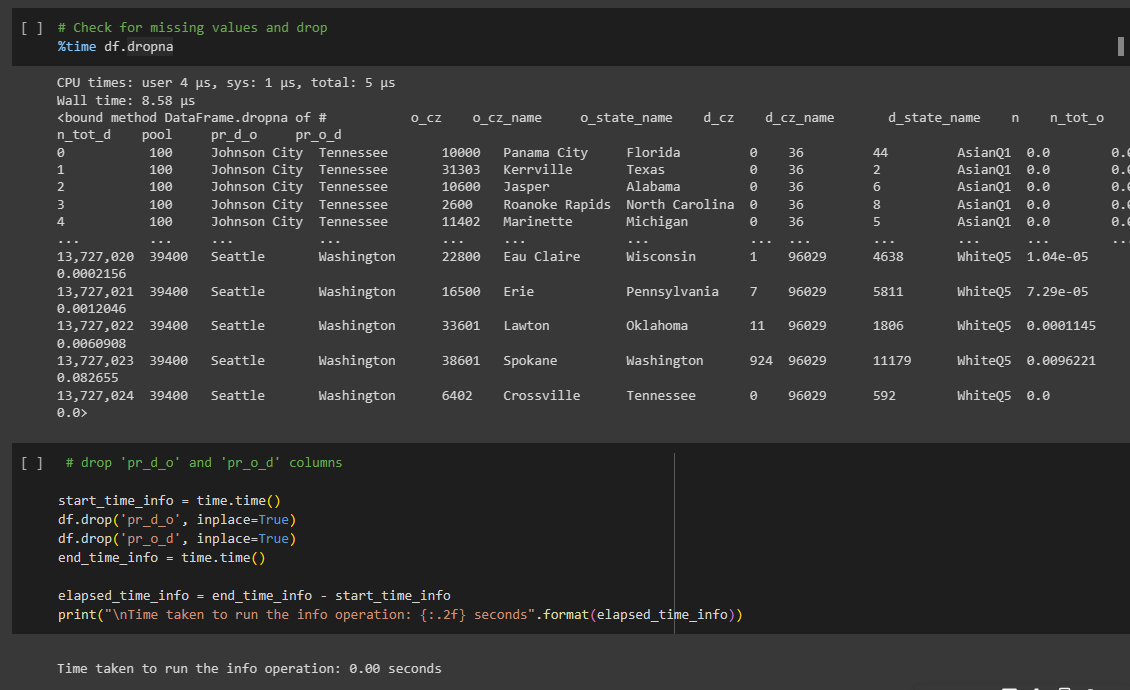 [ ] # Check for missing values and drop
%time df.dropna
CPU times: user 4 µs, sys: 1 µs, total: 5 µs
Wall time: 8.58 µs
<bound method DataFrame.dropna of # o_cz o_cz_name o_state_name d_cz d_cz_name d_state_name n n_tot_o
n_tot_d pool pr_d_o pr_o_d
0 100 Johnson City Tennessee 10000 Panama City Florida 0 36 44 AsianQ1 0.0
1 100 Johnson City Tennessee 31303 Kerrville Texas 0 36 2 AsianQ1 0.0
2 100 Johnson City Tennessee 10600 Jasper Alabama 0 36 6 AsianQ1 0.0
3 100 Johnson City Tennessee 2600 Roanoke Rapids North Carolina 0 36 8 AsianQ1 0.0
4 100 Johnson City Tennessee 11402 Marinette Michigan 0 36 5 AsianQ1 0.0
... ... ... ... ... ... ... ... ... ... ... ... ...
13,727,020 39400 Seattle Washington 22800 Eau Claire Wisconsin 1 96029 4638 WhiteQ5 1.04e-05
0.0002156
13,727,021 39400 Seattle Washington 16500 Erie Pennsylvania 7 96029 5811 WhiteQ5 7.29e-05
0.0012046
13,727,022 39400 Seattle Washington 33601 Lawton Oklahoma 11 96029 1806 WhiteQ5 0.0001145
0.0060908
13,727,023 39400 Seattle Washington 38601 Spokane Washington 924 96029 11179 WhiteQ5 0.0096221
0.082655
13,727,024 39400 Seattle Washington 6402 Crossville Tennessee 0 96029 592 WhiteQ5 0.0
0.0>
[ ] # drop 'pr_d_o' and 'pr_o_d' columns
start_time_info = time.time()
df.drop('pr_d_o', inplace=True)
df.drop('pr_o_d', inplace=True)
end_time_info = time.time()
elapsed_time_info = end_time_info - start_time_info
print("\nTime taken to run the info operation: {:.2f} seconds".format(elapsed_time_info))
Time taken to run the info operation: 0.00 seconds